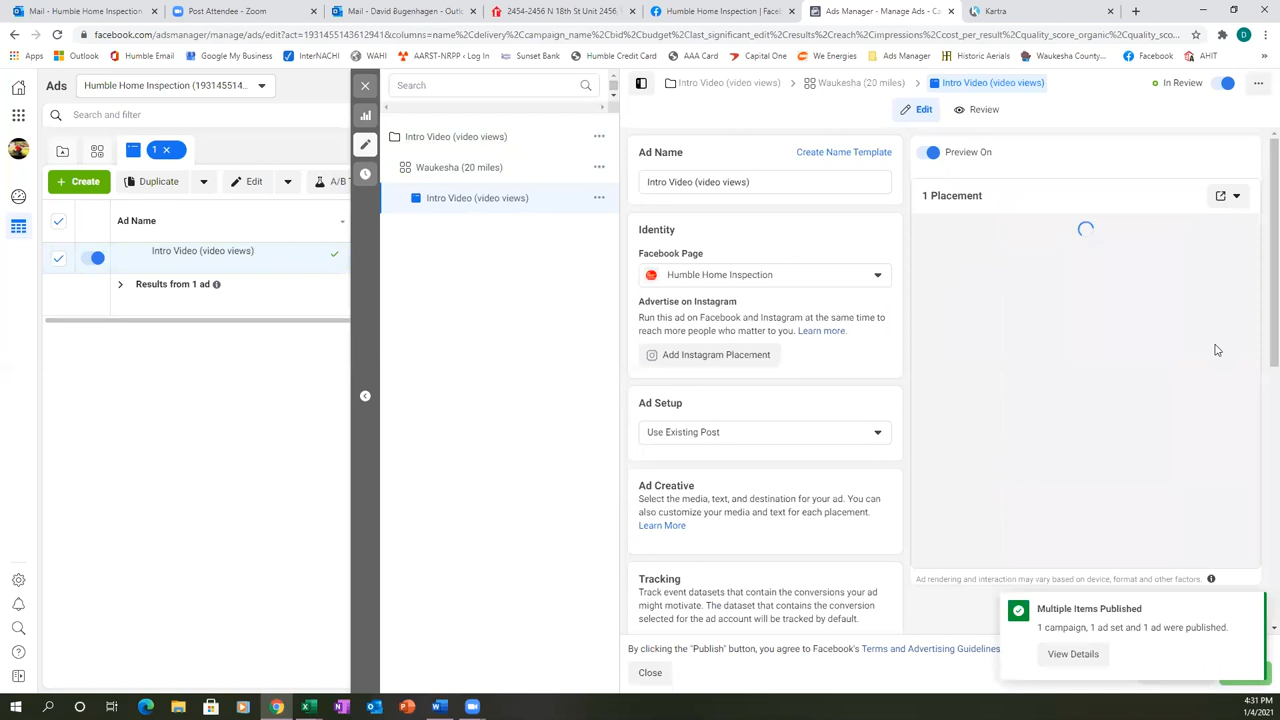 Mail - Humble Home Inspection
Post Attendee - Zoom
Mail - David Bugenhagen - Outl
2454-2456 N 18th St Unit 2456,
Humble Home Inspection | Face
Ads Manager - Manage Ads - Ca
Kartra
facebook.com/adsmanager/manage/ads/edit?act=1931455143612941&columns=name%2Cdelivery%2Ccampaign_name%2Cbid%2Cbudget%2Clast_significant_edit%2Cresults%2Creach%2Cimpressions%2Ccost_per_result%2Cquality_score_organic%2Cquality_sco...
Apps
Outlook
Humble Email
Google My Business
InterNACHI
WAHI
AARST-NRPP • Log In
Sunset Bank
Humble Credit Card
AAA Card
Capital One
We Energies
Ads Manager
Historic Aerials
Waukesha County...
Facebook
AHIT
Ads
Humble Home Inspection (193145514...
Search and filter
1
Create
Duplicate
Edit
A/B T
Ad Name
Intro Video (video views)
Results from 1 ad
Search
Intro Video (video views)
Waukesha (20 miles)
Intro Video (video views)
Intro Video (video views)
Waukesha (20 miles)
Intro Video (video views)
In Review
Edit
Review
Ad Name
Create Name Template
Intro Video (video views)
Identity
Facebook Page
Humble Home Inspection
Advertise on Instagram
Run this ad on Facebook and Instagram at the same time to
reach more people who matter to you. Learn more.
Add Instagram Placement
Ad Setup
Use Existing Post
Ad Creative
Select the media, text, and destination for your ad. You can
also customize your media and text for each placement.
Learn More
Tracking
Track event datasets that contain the conversions your ad
might motivate. The dataset that contains the conversion
selected for the ad account will be tracked by default.
Preview On
1 Placement
Ad rendering and interaction may vary based on device, format and other factors.
Multiple Items Published
1 campaign, 1 ad set and 1 ad were published.
View Details
By clicking the "Publish" button, you agree to Facebook's Terms and Advertising Guidelines
Close
4:31 PM
1/4/2021